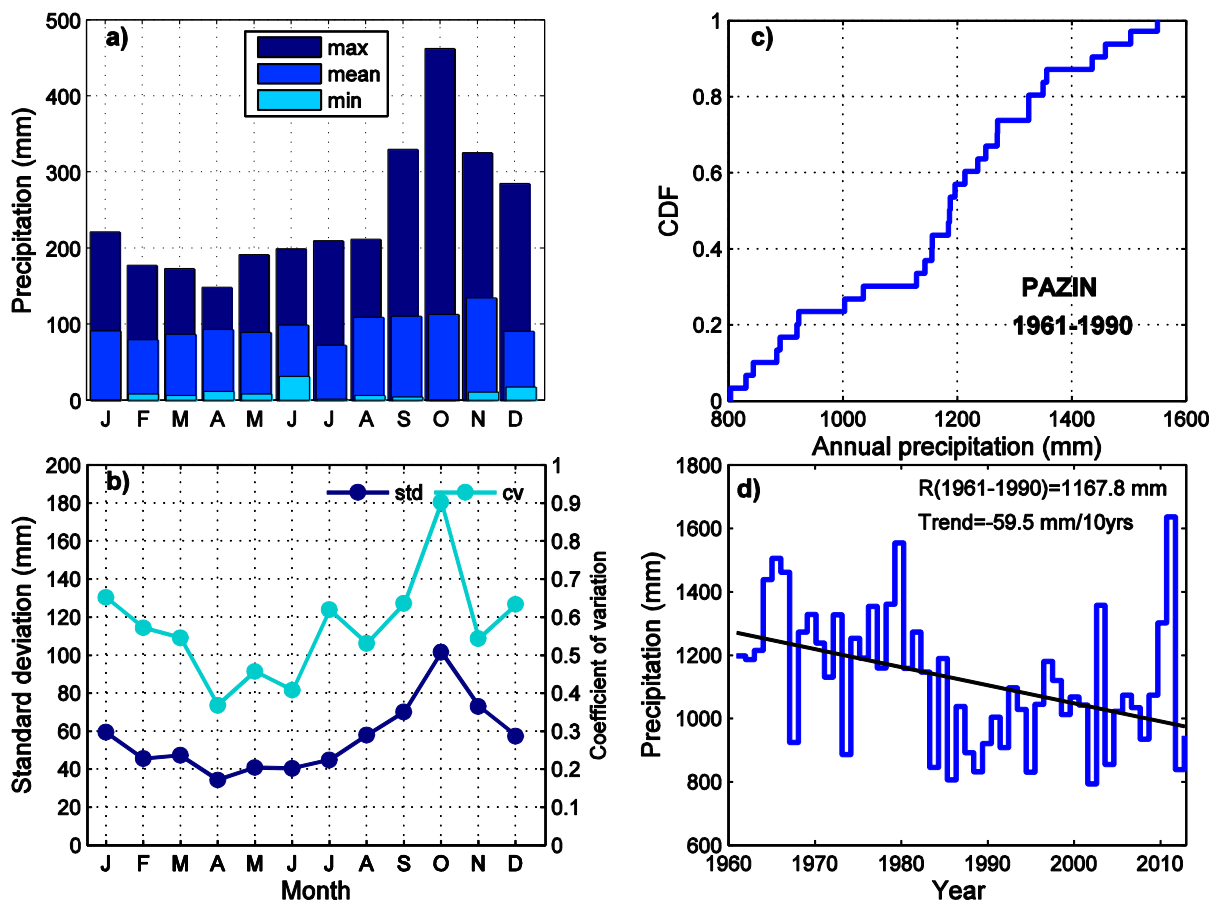 a)
max
mean
min
Precipitation (mm)
500
400
300
200
100
0
J F M A M J J A S O N D
c)
CDF
1
0.8
0.6
0.4
0.2
0
PAZIN
1961-1990
800 1000 1200 1400 1600
Annual precipitation (mm)
b)
std cv
Standard deviation (mm)
200
180
160
140
120
100
80
60
40
20
0
Coefficient of variation
1
0.9
0.8
0.7
0.6
0.5
0.4
0.3
0.2
0.1
0
J F M A M J J A S O N D
Month
d)
R(1961-1990)=1167.8 mm
Trend=-59.5 mm/10yrs
Precipitation (mm)
1800
1600
1400
1200
1000
800
600
1960 1970 1980 1990 2000 2010
Year